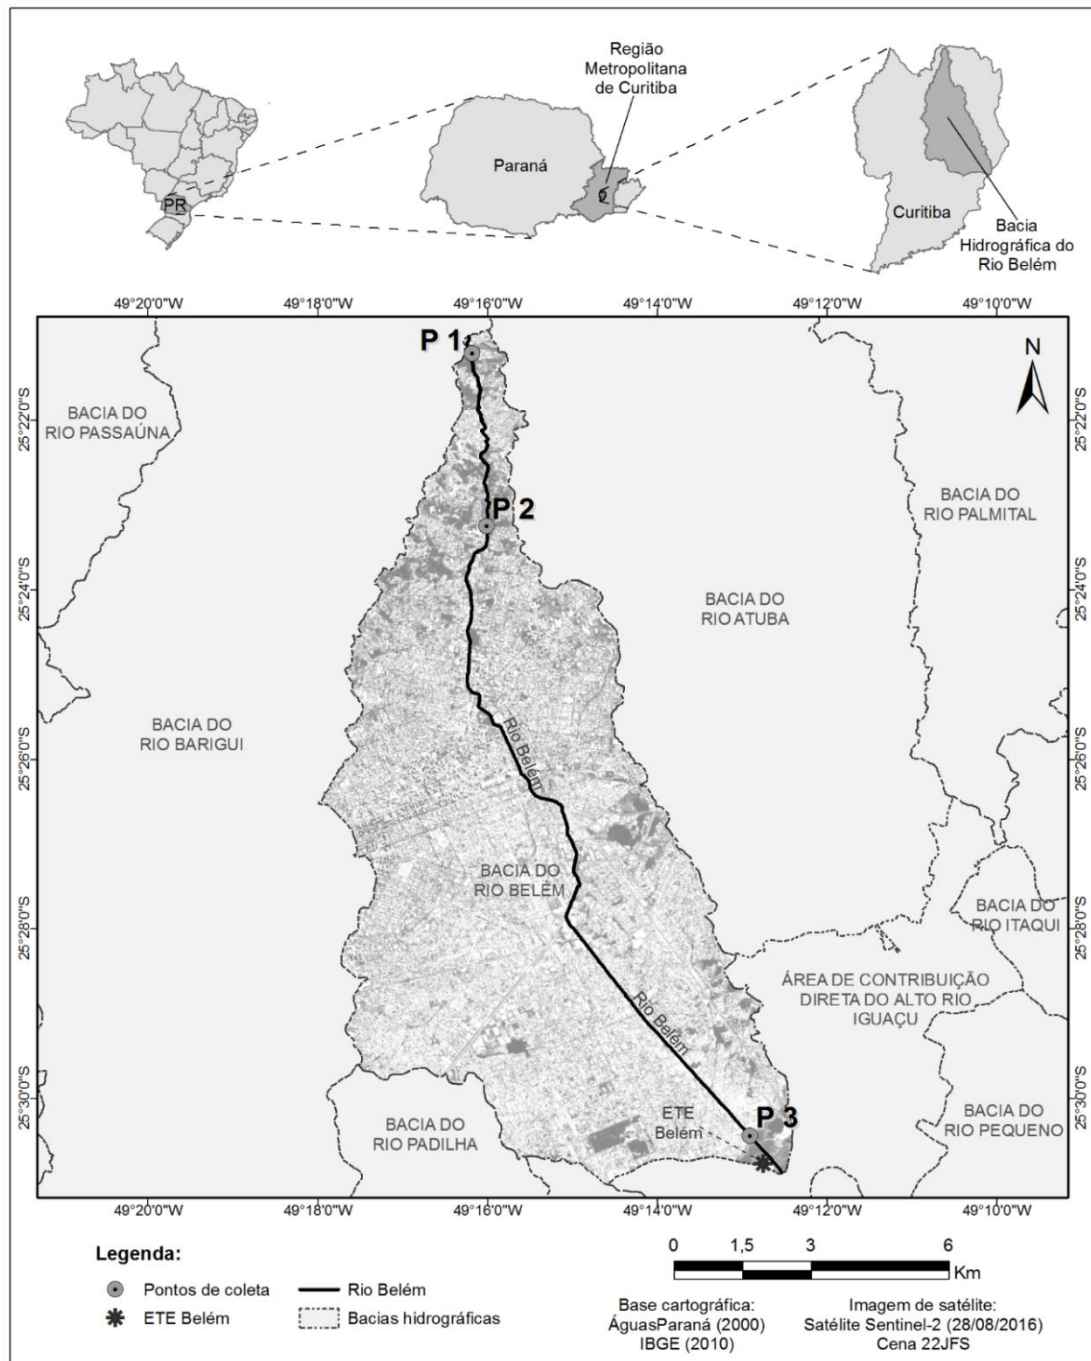 Região
Metropolitana
de Curitiba
Paraná
PR
Curitiba
Bacia
Hidrográfica do
Rio Belém
49°20'0"W
49°18'0"W
49°16'0"W
49°14'0"W
49°12'0"W
49°10'0"W
P 1
N
25°22'0"S
25°22'0"S
BACIA DO
RIO PASSAÚNA
BACIA DO
RIO PALMITAL
P 2
25°24'0"S
25°24'0"S
BACIA DO
RIO ATUBA
BACIA DO
RIO BARIGUI
Rio Belém
25°26'0"S
25°26'0"S
BACIA DO
RIO BELÉM
BACIA DO
RIO ITAQUI
25°28'0"S
25°28'0"S
ÁREA DE CONTRIBUIÇÃO
DIRETA DO ALTO RIO
IGUAÇU
Rio Belém
25°30'0"S
25°30'0"S
BACIA DO
RIO PADILHA
ETE
Belém
P 3
BACIA DO
RIO PEQUENO
49°20'0"W
49°18'0"W
49°16'0"W
49°14'0"W
49°12'0"W
49°10'0"W
Legenda:
Pontos de coleta
Rio Belém
ETE Belém
Bacias hidrográficas
0 1,5 3 6
Km
Base cartográfica:
ÁguasParaná (2000)
IBGE (2010)
Imagem de satélite:
Satélite Sentinel-2 (28/08/2016)
Cena 22JFS